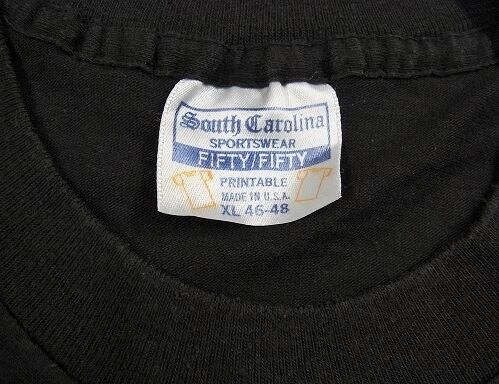 South Carolina
SPORTSWEAR
FIFTY/FIFTY
PRINTABLE
MADE IN U.S.A.
XL 46-48